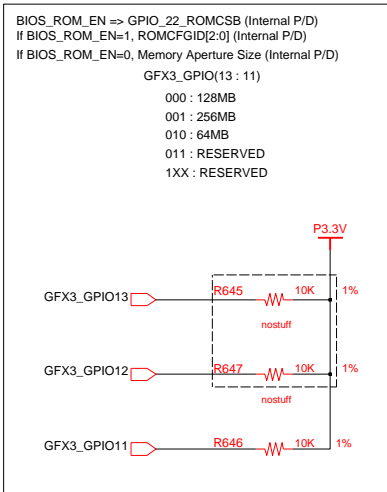 BIOS_ROM_EN => GPIO_22_ROMCSB (Internal P/D)
If BIOS_ROM_EN=1, ROMCFGID[2:0] (Internal P/D)
If BIOS_ROM_EN=0, Memory Aperture Size (Internal P/D)
GFX3_GPIO(13 : 11)
000 : 128MB
001 : 256MB
010 : 64MB
011 : RESERVED
1XX : RESERVED
P3.3V
GFX3_GPIO13 R645 10K 1%
nostuff
GFX3_GPIO12 R647 10K 1%
nostuff
GFX3_GPIO11 R646 10K 1%